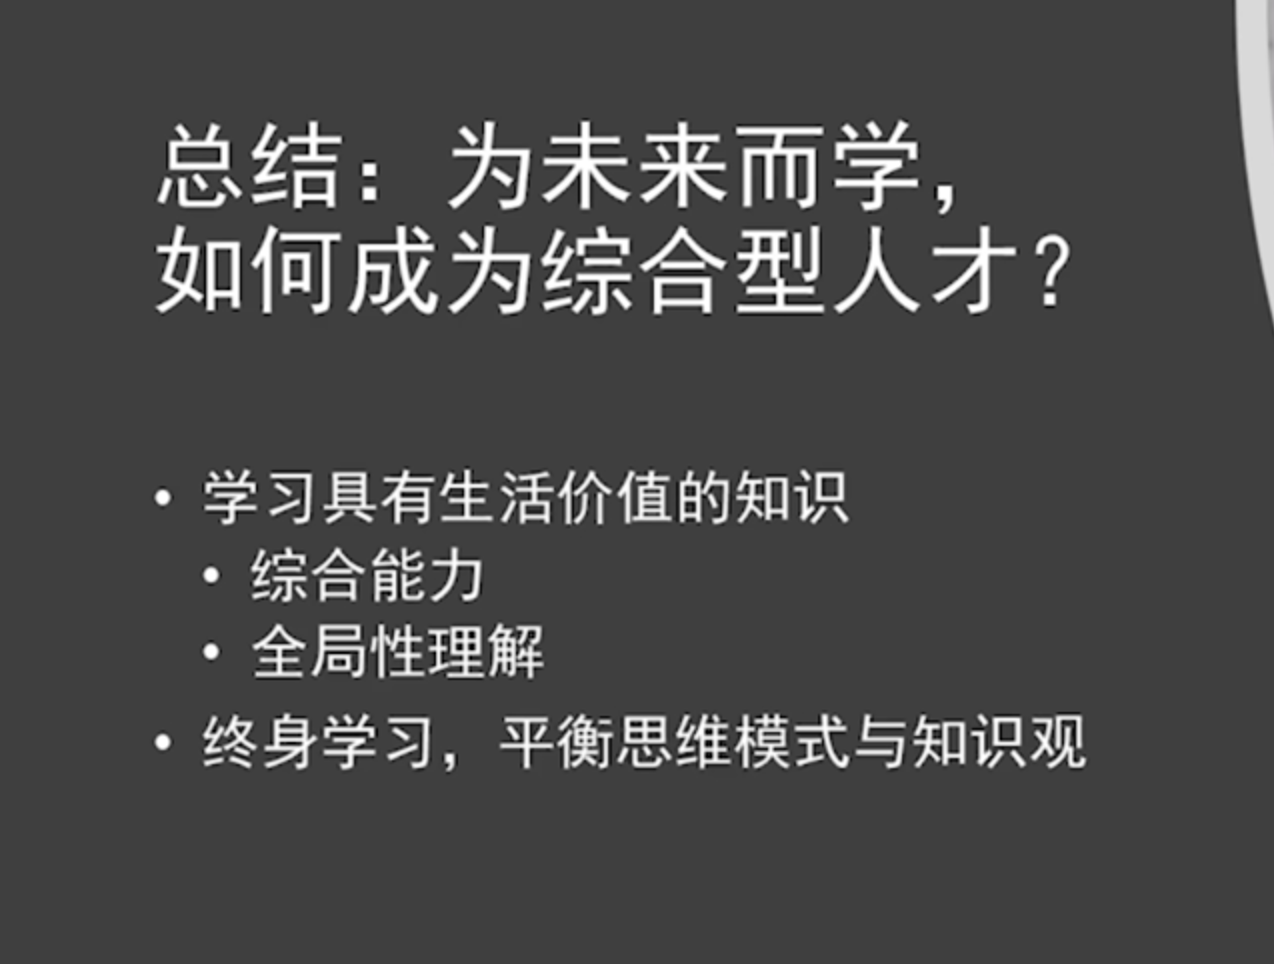 总结：为未来而学，
如何成为综合型人才？
• 学习具有生活价值的知识
• 综合能力
• 全局性理解
• 终身学习，平衡思维模式与知识观